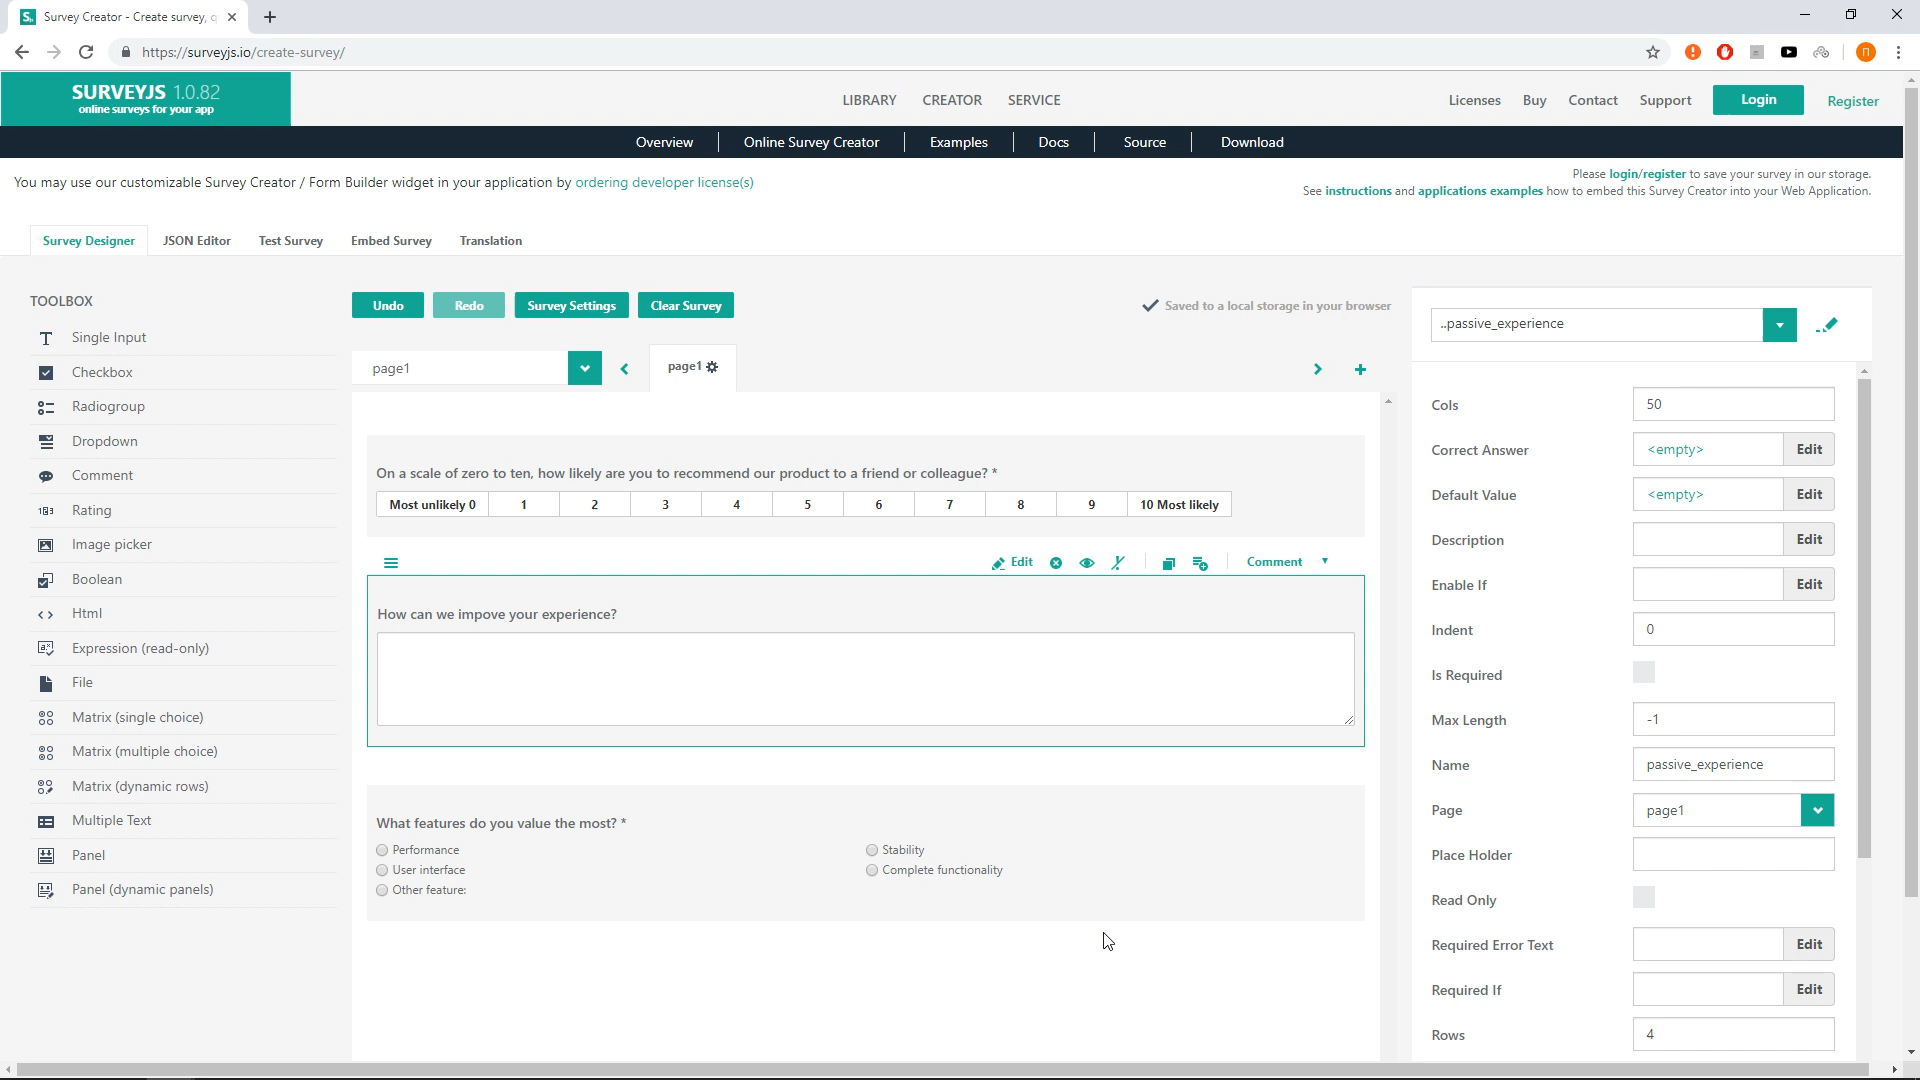 Survey Creator - Create survey, q
https://surveyjs.io/create-survey/
П
SURVEYJS 1.0.82
online surveys for your app
LIBRARY CREATOR SERVICE
Licenses Buy Contact Support Login Register
Overview Online Survey Creator Examples Docs Source Download
You may use our customizable Survey Creator / Form Builder widget in your application by ordering developer license(s)
Please login/register to save your survey in our storage.
See instructions and applications examples how to embed this Survey Creator into your Web Application.
Survey Designer JSON Editor Test Survey Embed Survey Translation
TOOLBOX
Single Input
Checkbox
Radiogroup
Dropdown
Comment
Rating
Image picker
Boolean
Html
Expression (read-only)
File
Matrix (single choice)
Matrix (multiple choice)
Matrix (dynamic rows)
Multiple Text
Panel
Panel (dynamic panels)
Undo Redo Survey Settings Clear Survey
Saved to a local storage in your browser
page1 page1
On a scale of zero to ten, how likely are you to recommend our product to a friend or colleague? *
Most unlikely 0 1 2 3 4 5 6 7 8 9 10 Most likely
Edit Comment
How can we impove your experience?
What features do you value the most? *
Performance Stability
User interface Complete functionality
Other feature:
..passive_experience
Cols 50
Correct Answer <empty> Edit
Default Value <empty> Edit
Description Edit
Enable If Edit
Indent 0
Is Required
Max Length -1
Name passive_experience
Page page1
Place Holder
Read Only
Required Error Text Edit
Required If Edit
Rows 4